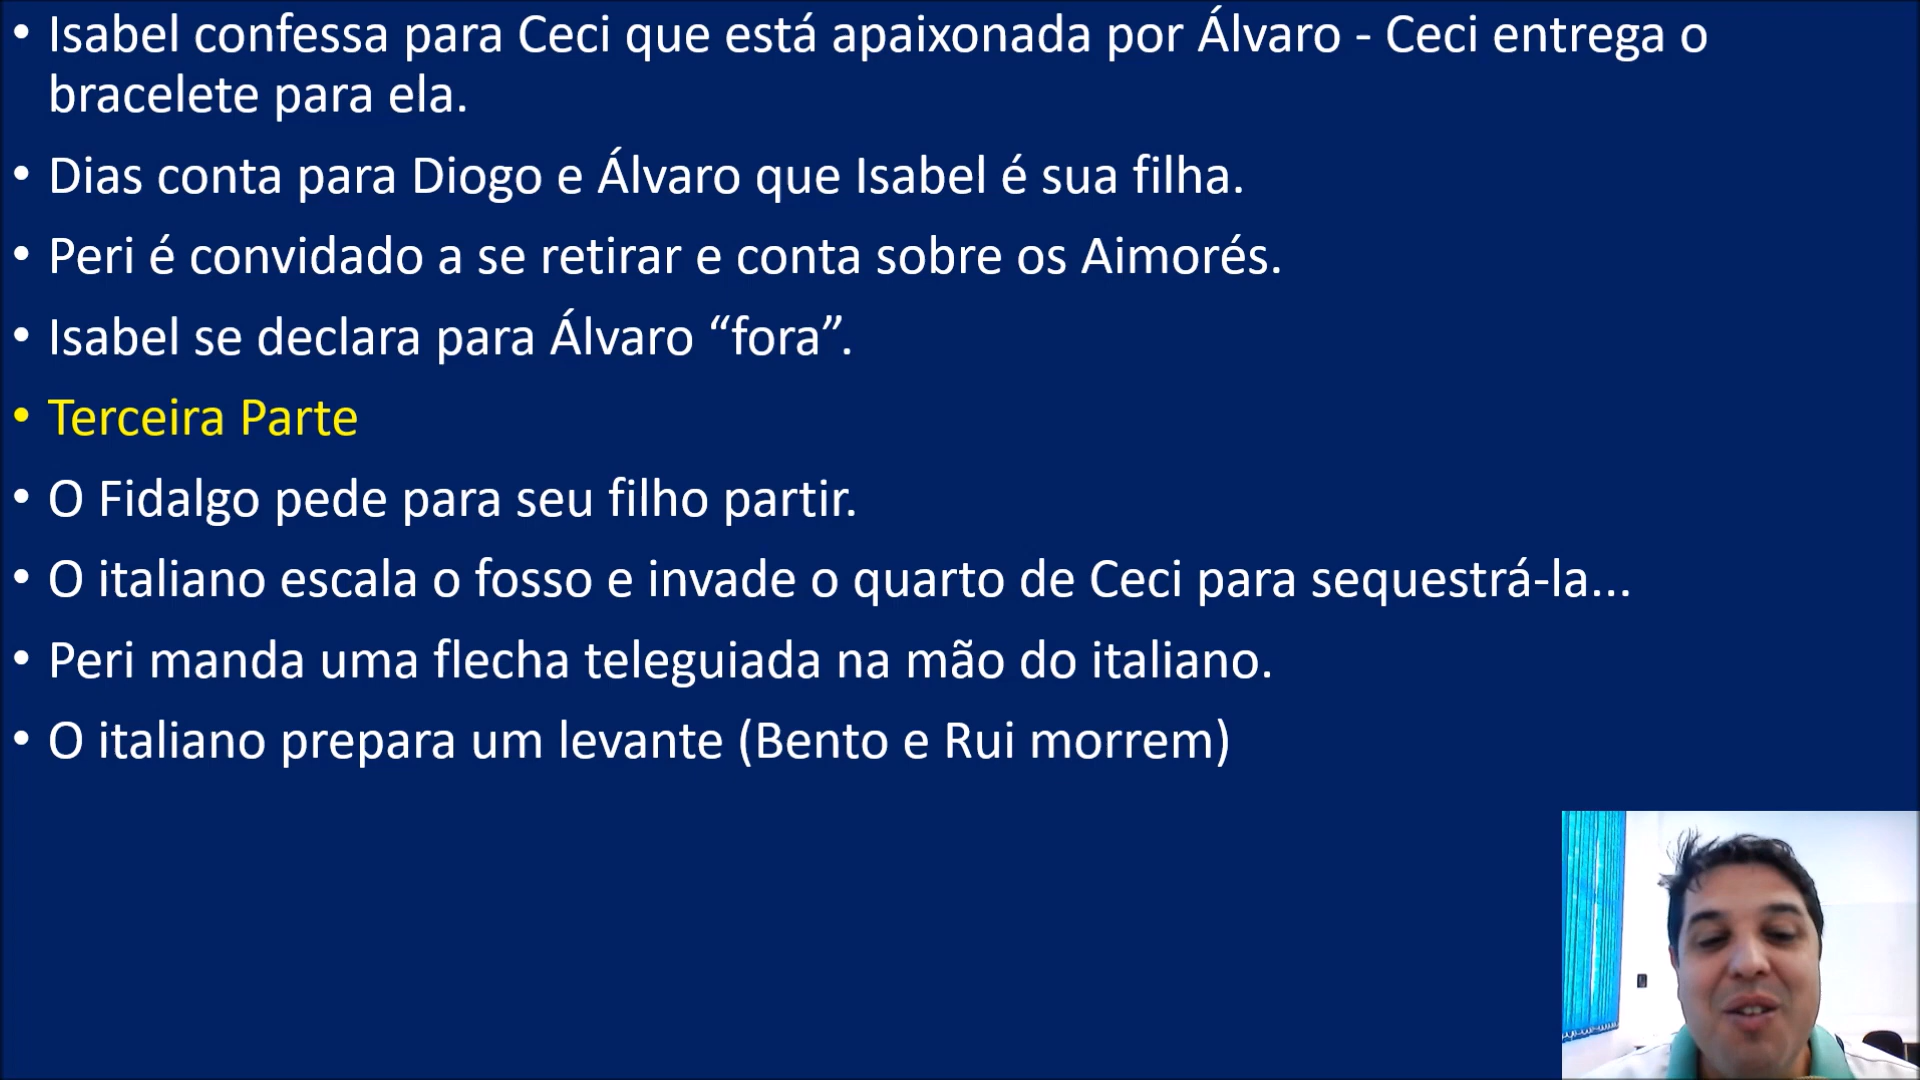 • Isabel confessa para Ceci que está apaixonada por Álvaro - Ceci entrega o
bracelete para ela.
• Dias conta para Diogo e Álvaro que Isabel é sua filha.
• Peri é convidado a se retirar e conta sobre os Aimorés.
• Isabel se declara para Álvaro “fora”.
• Terceira Parte
• O Fidalgo pede para seu filho partir.
• O italiano escala o fosso e invade o quarto de Ceci para sequestrá-la...
• Peri manda uma flecha teleguiada na mão do italiano.
• O italiano prepara um levante (Bento e Rui morrem)